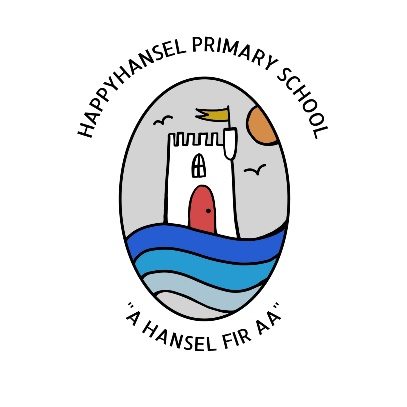 HAPPYHANSEL PRIMARY SCHOOL
"A HANSEL FIR AA"